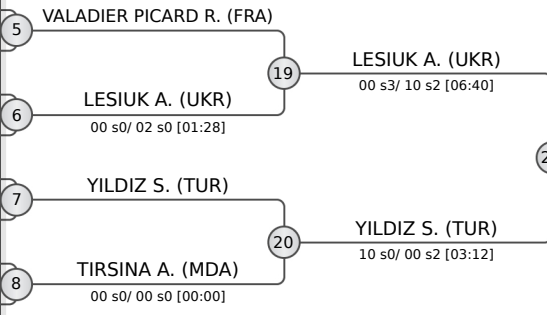 VALADIER PICARD R. (FRA)
5
LESIUK A. (UKR)
19
00 s3/ 10 s2 [06:40]
LESIUK A. (UKR)
6
00 s0/ 02 s0 [01:28]
2
YILDIZ S. (TUR)
7
YILDIZ S. (TUR)
20
10 s0/ 00 s2 [03:12]
TIRSINA A. (MDA)
8
00 s0/ 00 s0 [00:00]